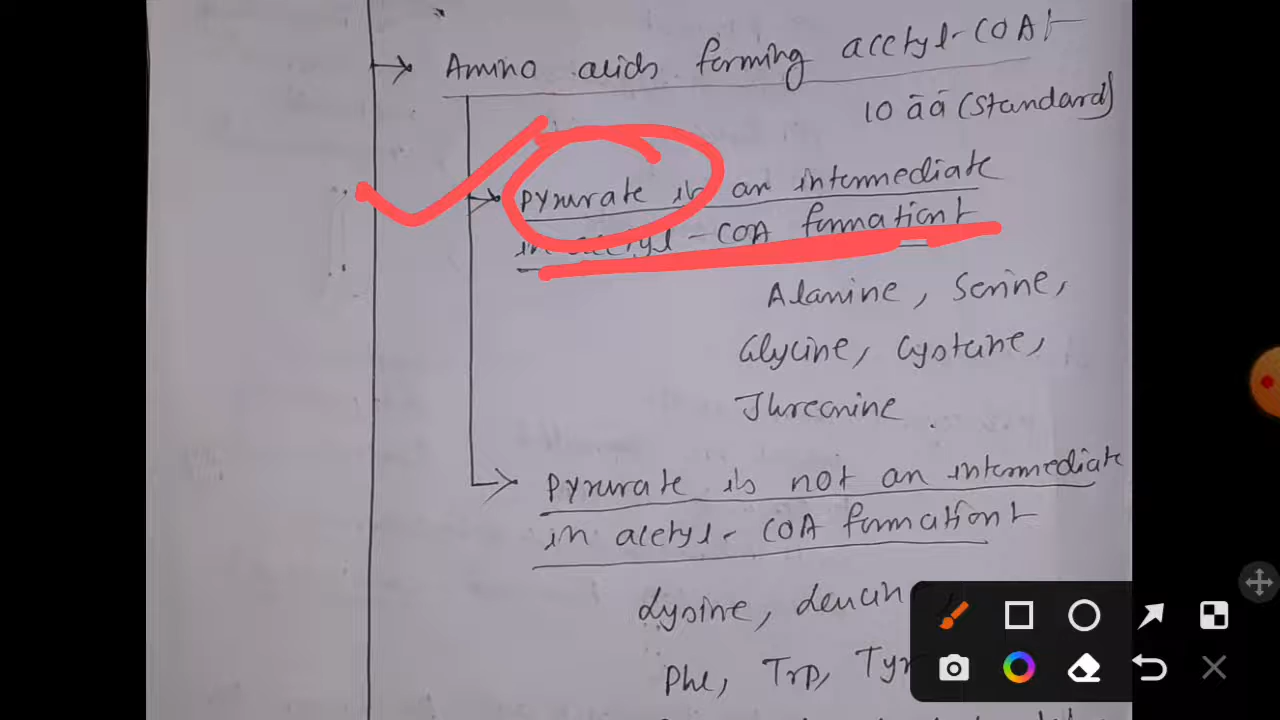 Amino acids forming acetyl-COA:-
10 āā (Standard)
Pyruvate is an intermediate
in acetyl-COA formation:-
Alanine, Serine,
Glycine, Cysteine,
Threonine.
Pyruvate is not an intermediate
in acetyl-COA formation:-
Lysine, Leucin
Phe, Trp, Tyr